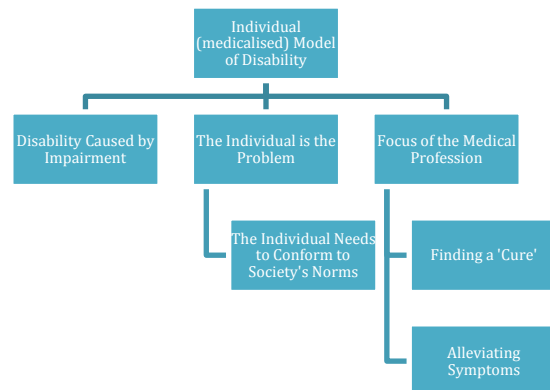 Individual
(medicalised) Model
of Disability
Disability Caused by
Impairment
The Individual is the
Problem
Focus of the Medical
Profession
The Individual Needs
to Conform to
Society's Norms
Finding a 'Cure'
Alleviating
Symptoms